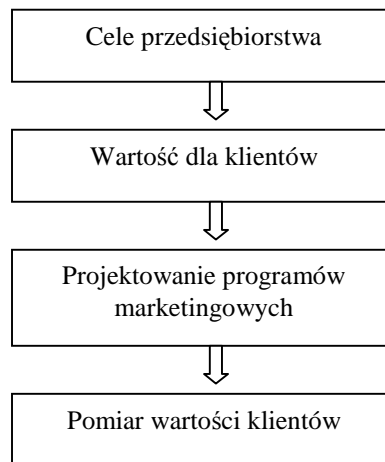 Cele przedsiębiorstwa
Wartość dla klientów
Projektowanie programów
marketingowych
Pomiar wartości klientów